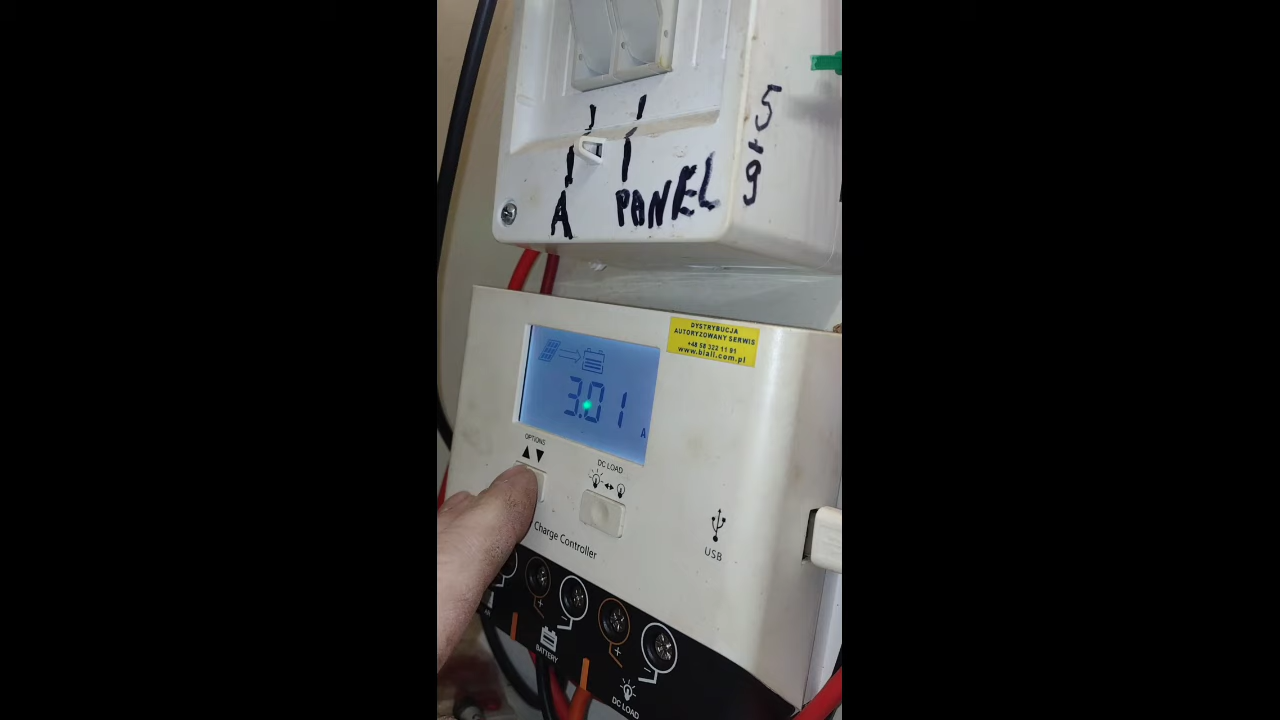 5+9
A PANEL
DYSTRYBUCJA
AUTORYZOWANY SERWIS
+48 58 322 11 91
www.biall.com.pl
3.01
A
OPTIONS
DC LOAD
Charge Controller
USB
+
-
+
-
BATTERY
DC LOAD